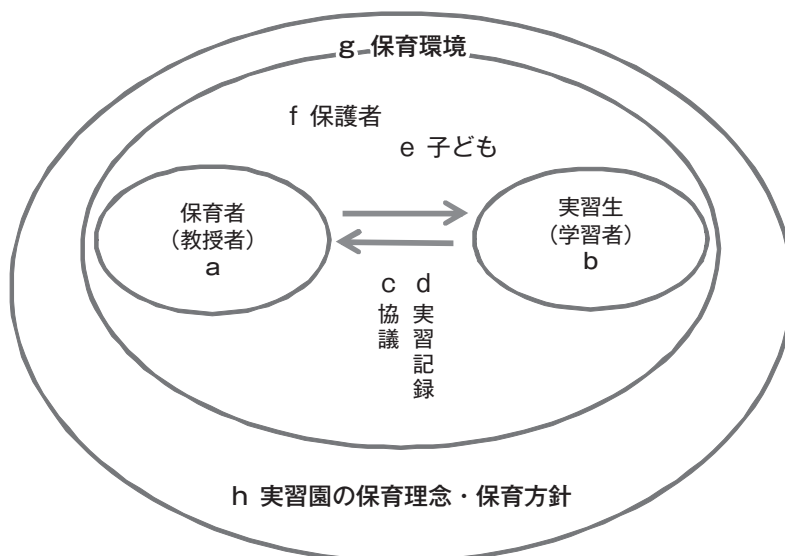 g 保育環境
f 保護者
e 子ども
保育者
（教授者）
a
実習生
（学習者）
b
c 協議
d 実習記録
h 実習園の保育理念・保育方針